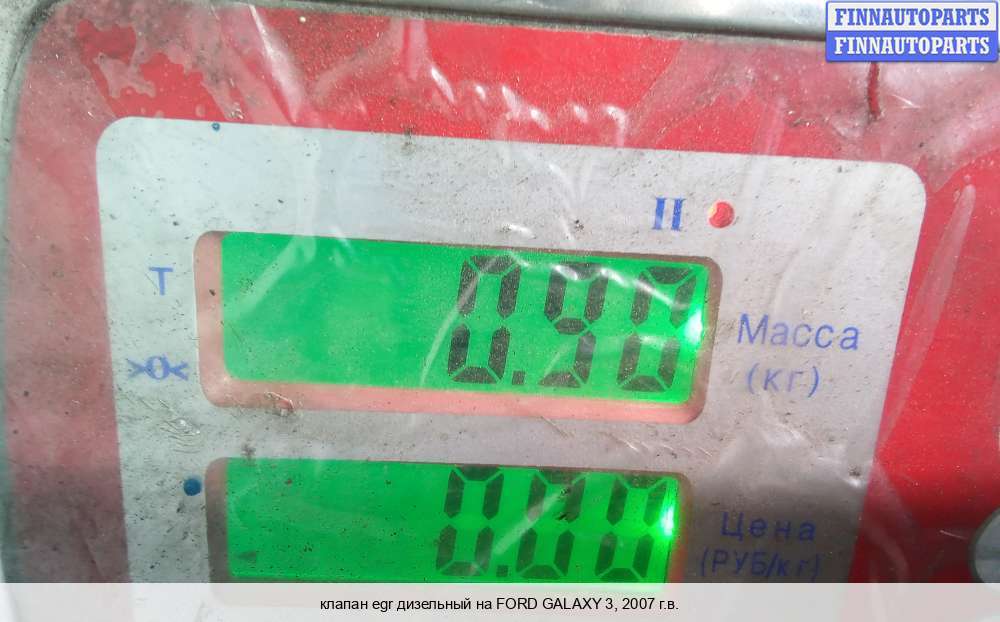 FINNAUTOPARTS
FINNAUTOPARTS
II
T
0.90
Масса
(кг)
>0<
0.00
Цена
(РУБ/кг)
клапан egr дизельный на FORD GALAXY 3, 2007 г.в.